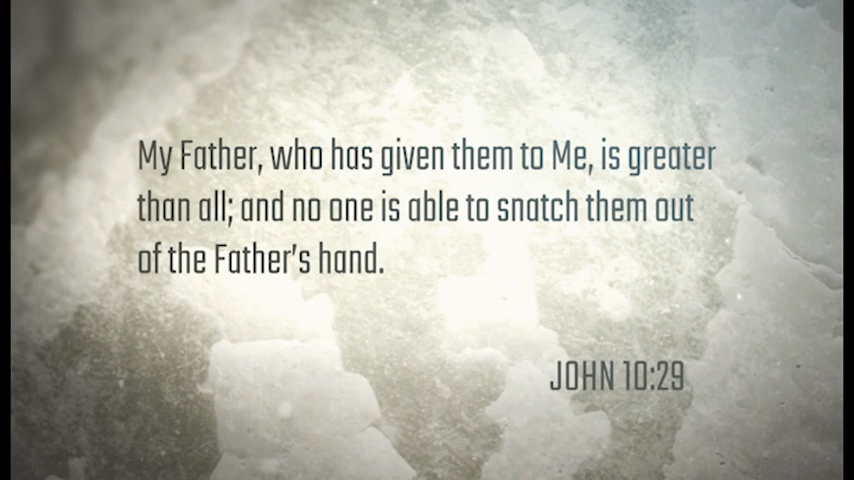 My Father, who has given them to Me, is greater
than all; and no one is able to snatch them out
of the Father’s hand.
JOHN 10:29